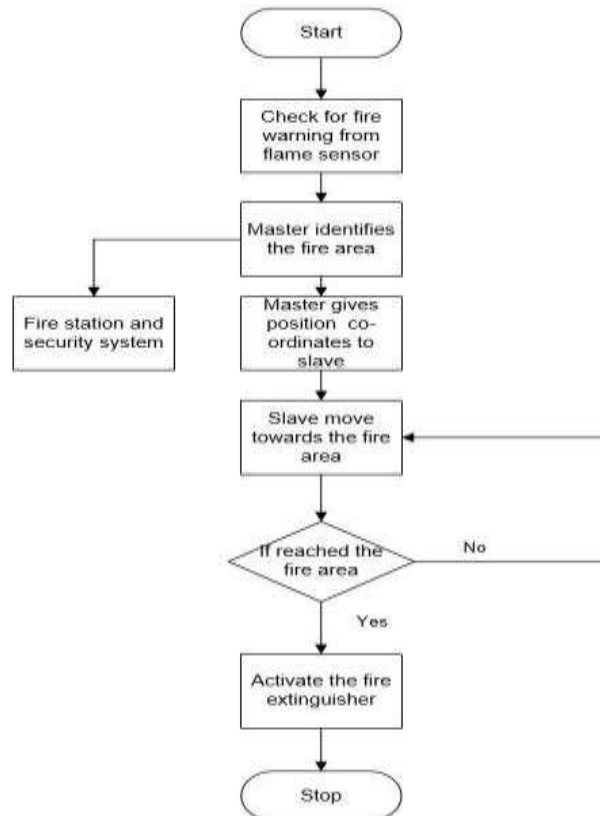 Start
Check for fire
warning from
flame sensor
Master identifies
the fire area
Fire station and
security system
Master gives
position co-
ordinates to
slave
Slave move
towards the fire
area
If reached the
fire area
No
Yes
Activate the fire
extinguisher
Stop